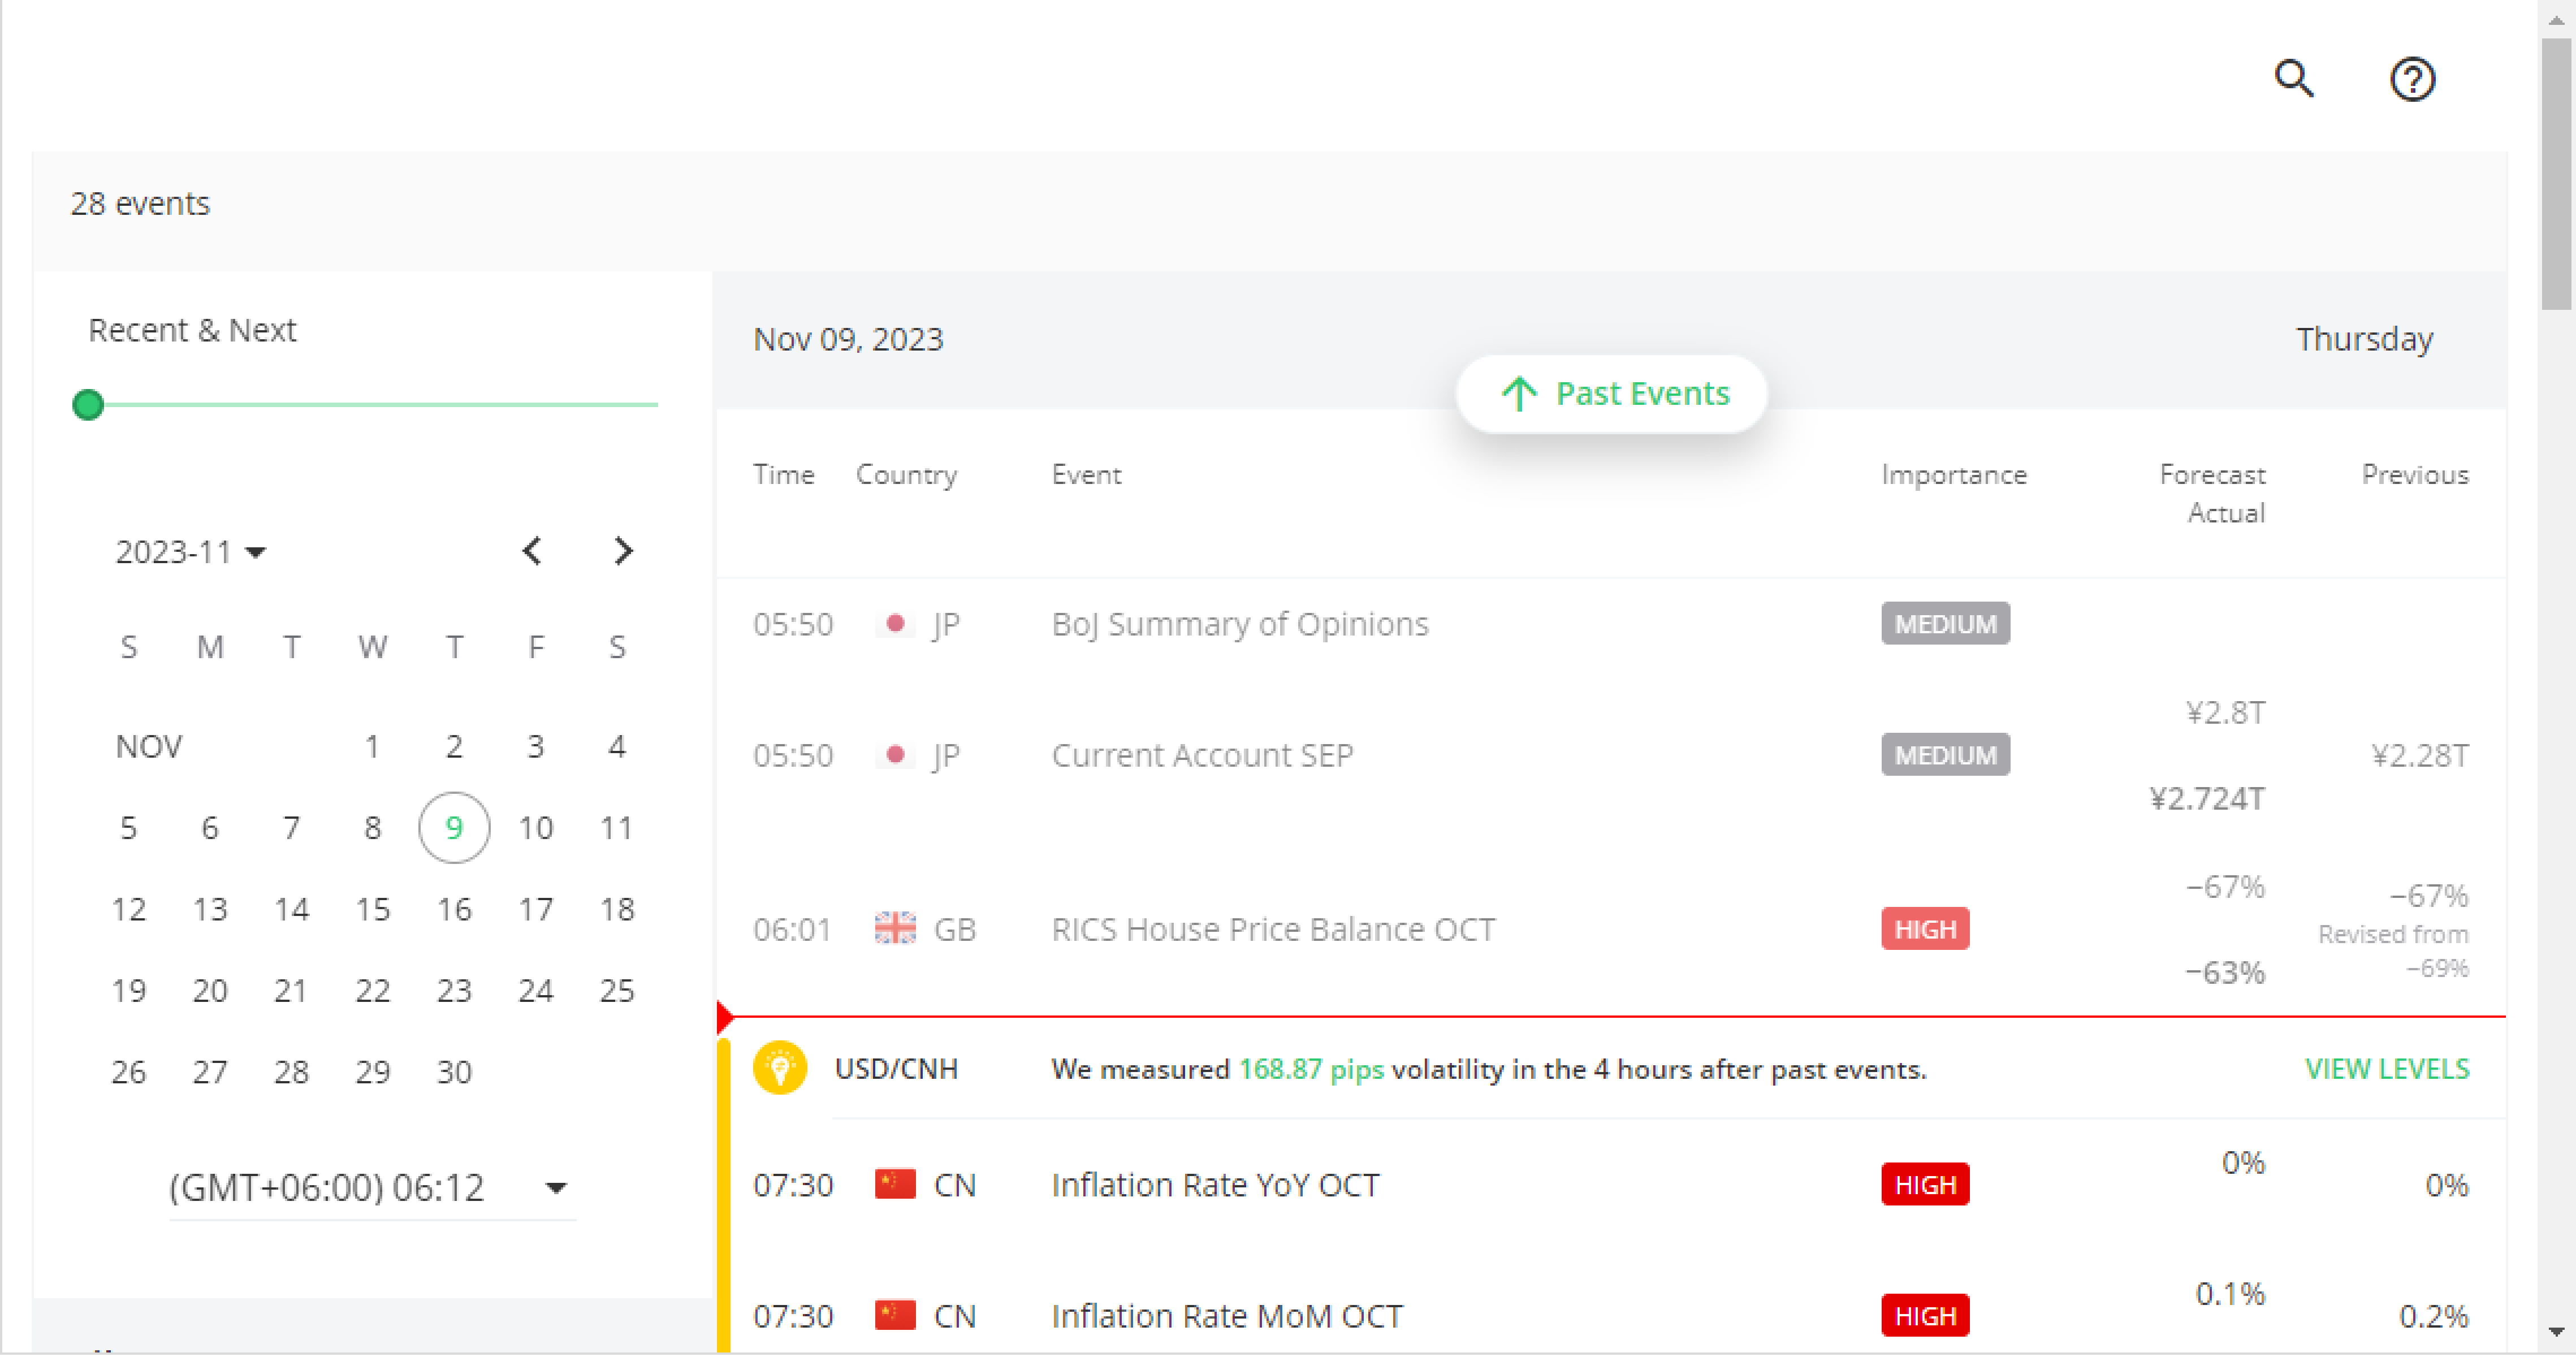 28 events
Recent & Next
2023-11
S M T W T F S
NOV 1 2 3 4
5 6 7 8 9 10 11
12 13 14 15 16 17 18
19 20 21 22 23 24 25
26 27 28 29 30
(GMT+06:00) 06:12
Nov 09, 2023 Thursday
Past Events
Time Country Event Importance Forecast Previous
Actual
05:50 JP BoJ Summary of Opinions MEDIUM
¥2.8T
05:50 JP Current Account SEP MEDIUM ¥2.28T
¥2.724T
−67%
−67%
06:01 GB RICS House Price Balance OCT HIGH
Revised from
−63%
−69%
USD/CNH We measured 168.87 pips volatility in the 4 hours after past events. VIEW LEVELS
0%
07:30 CN Inflation Rate YoY OCT HIGH 0%
0.1%
07:30 CN Inflation Rate MoM OCT HIGH 0.2%